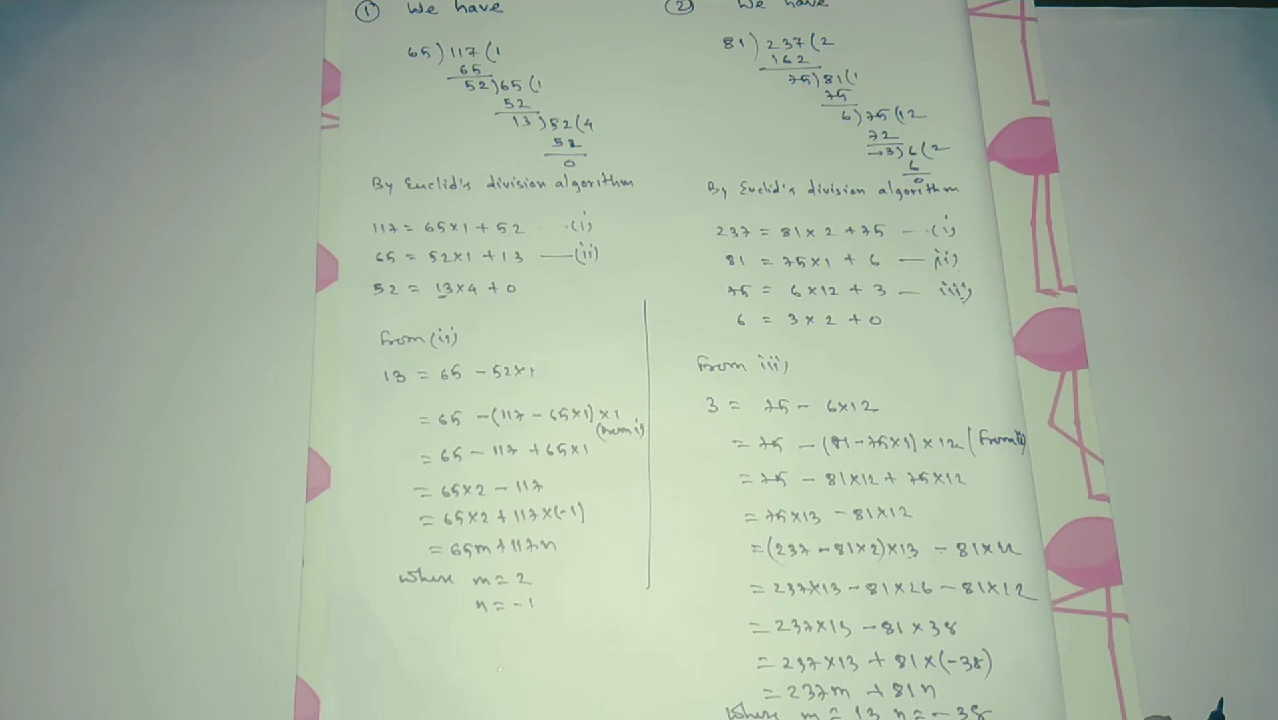 ① We have
65)117(1
65
52)65(1
52
13)52(4
52
0
By Euclid's division algorithm
117 = 65×1 + 52 --(i)
65 = 52×1 + 13 —(ii)
52 = 13×4 + 0
From (ii)
13 = 65 - 52×1
= 65 - (117 - 65×1)×1
(From i)
= 65 - 117 + 65×1
= 65×2 - 117
= 65×2 + 117×(-1)
= 65m + 117n
Where m = 2
n = -1
② We have
81)237(2
162
75)81(1
75
6)75(12
72
→3)6(2
6
0
By Euclid's division algorithm
237 = 81×2 + 75 —(i)
81 = 75×1 + 6 — ii)
75 = 6×12 + 3 — iii)
6 = 3×2 + 0
From iii)
3 = 75 - 6×12
= 75 - (81-75×1)×12 (From ii)
= 75 - 81×12 + 75×12
= 75×13 - 81×12
= (237 - 81×2)×13 - 81×12
= 237×13 - 81×26 - 81×12
= 237×13 - 81×38
= 237×13 + 81×(-38)
= 237m + 81n
Where m = 13 n = -38